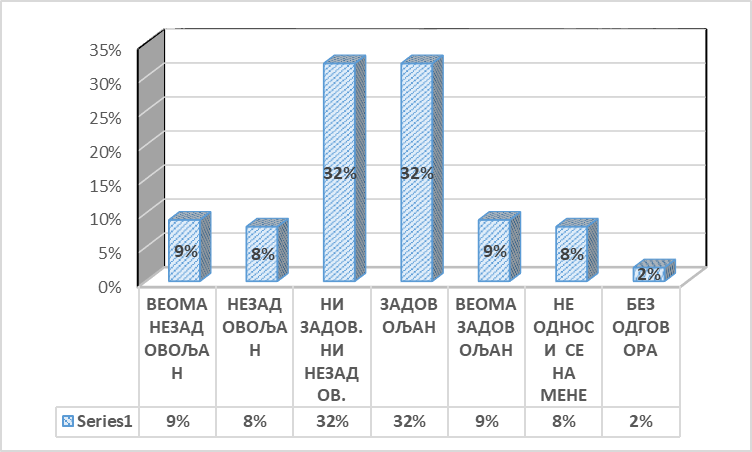 35%
30%
25%
20%
15%
10%
5%
0%
9%
8%
32%
32%
9%
8%
2%
ВЕОМА
НЕЗАД
ОВОЉА
Н
НЕЗАД
ОВОЉА
Н
НИ
ЗАДОВ.
НИ
НЕЗАД
ОВ.
ЗАДОВ
ОЉАН
ВЕОМА
ЗАДОВ
ОЉАН
НЕ
ОДНОС
И СЕ
НА
МЕНЕ
БЕЗ
ОДГОВ
ОРА
Series1 9% 8% 32% 32% 9% 8% 2%